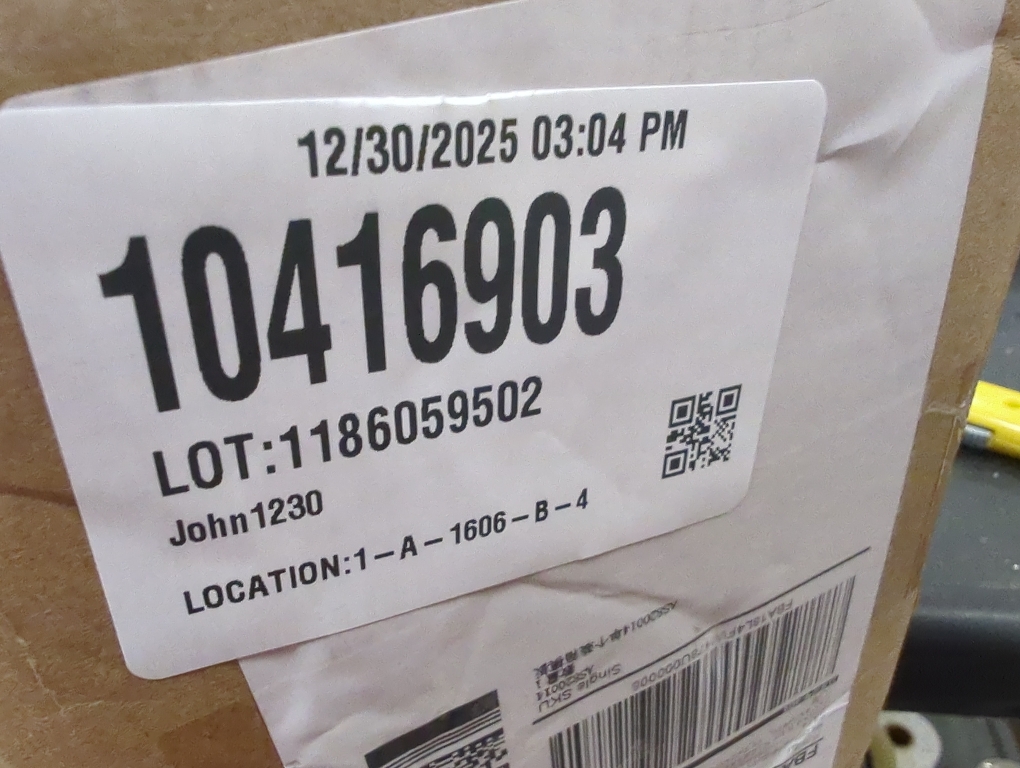 12/30/2025 03:04 PM
10416903
LOT:1186059502
John1230
LOCATION:1-A-1606-B-4
Single SKU